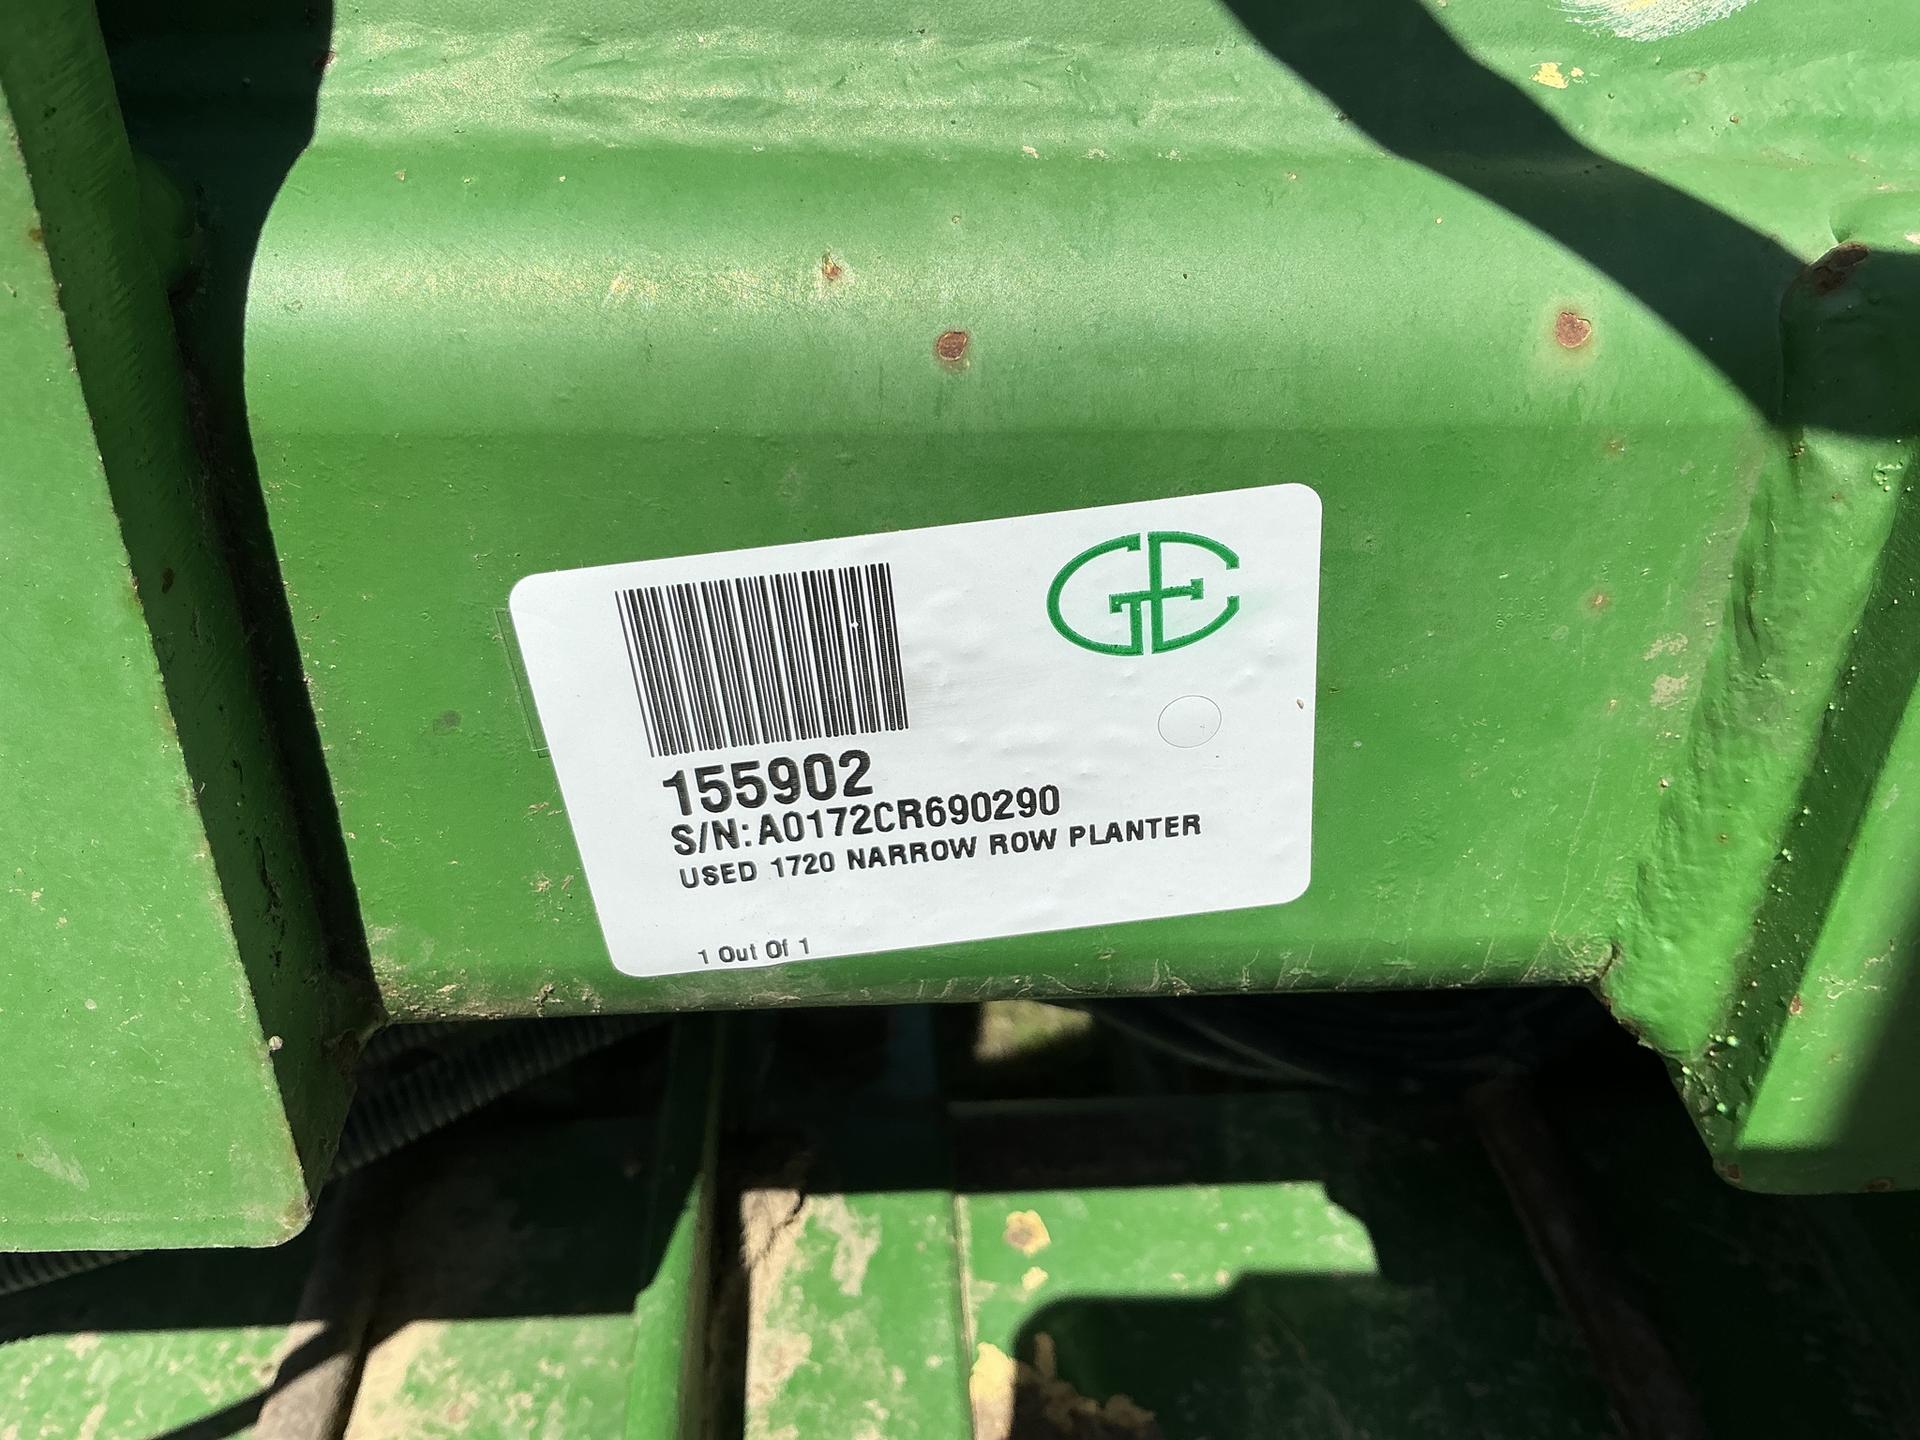 GE
155902
S/N: A0172CR690290
USED 1720 NARROW ROW PLANTER
1 Out Of 1